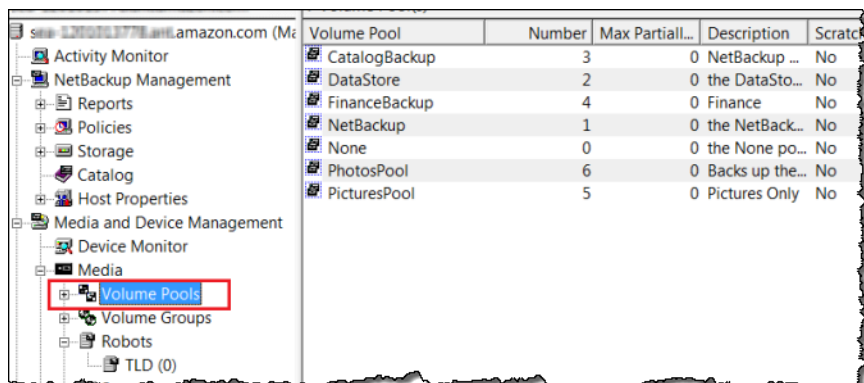 .amazon.com (Ma
Activity Monitor
NetBackup Management
Reports
Policies
Storage
Catalog
Host Properties
Media and Device Management
Device Monitor
Media
Volume Pools
Volume Groups
Robots
TLD (0)
Volume Pool Number Max Partiall... Description Scratch
CatalogBackup 3 0 NetBackup ... No
DataStore 2 0 the DataSto... No
FinanceBackup 4 0 Finance No
NetBackup 1 0 the NetBack... No
None 0 0 the None po... No
PhotosPool 6 0 Backs up the... No
PicturesPool 5 0 Pictures Only No